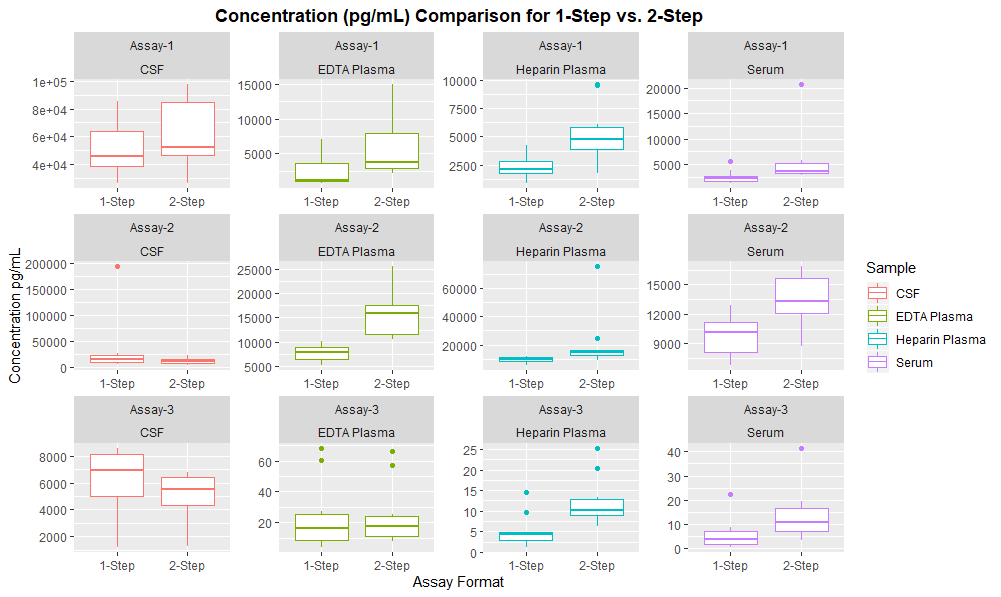 Concentration (pg/mL) Comparison for 1-Step vs. 2-Step
Assay-1 Assay-1 Assay-1 Assay-1
CSF EDTA Plasma Heparin Plasma Serum
1e+05
8e+04
6e+04
4e+04
15000
10000
5000
10000
7500
5000
2500
20000
15000
10000
5000
1-Step 2-Step 1-Step 2-Step 1-Step 2-Step 1-Step 2-Step
Assay-2 Assay-2 Assay-2 Assay-2
CSF EDTA Plasma Heparin Plasma Serum
200000
150000
100000
50000
0
25000
20000
15000
10000
5000
60000
40000
20000
15000
12000
9000
1-Step 2-Step 1-Step 2-Step 1-Step 2-Step 1-Step 2-Step
Assay-3 Assay-3 Assay-3 Assay-3
CSF EDTA Plasma Heparin Plasma Serum
8000
6000
4000
2000
60
40
20
25
20
15
10
5
0
40
30
20
10
0
1-Step 2-Step 1-Step 2-Step 1-Step 2-Step 1-Step 2-Step
Concentration pg/mL
Assay Format
Sample
CSF
EDTA Plasma
Heparin Plasma
Serum